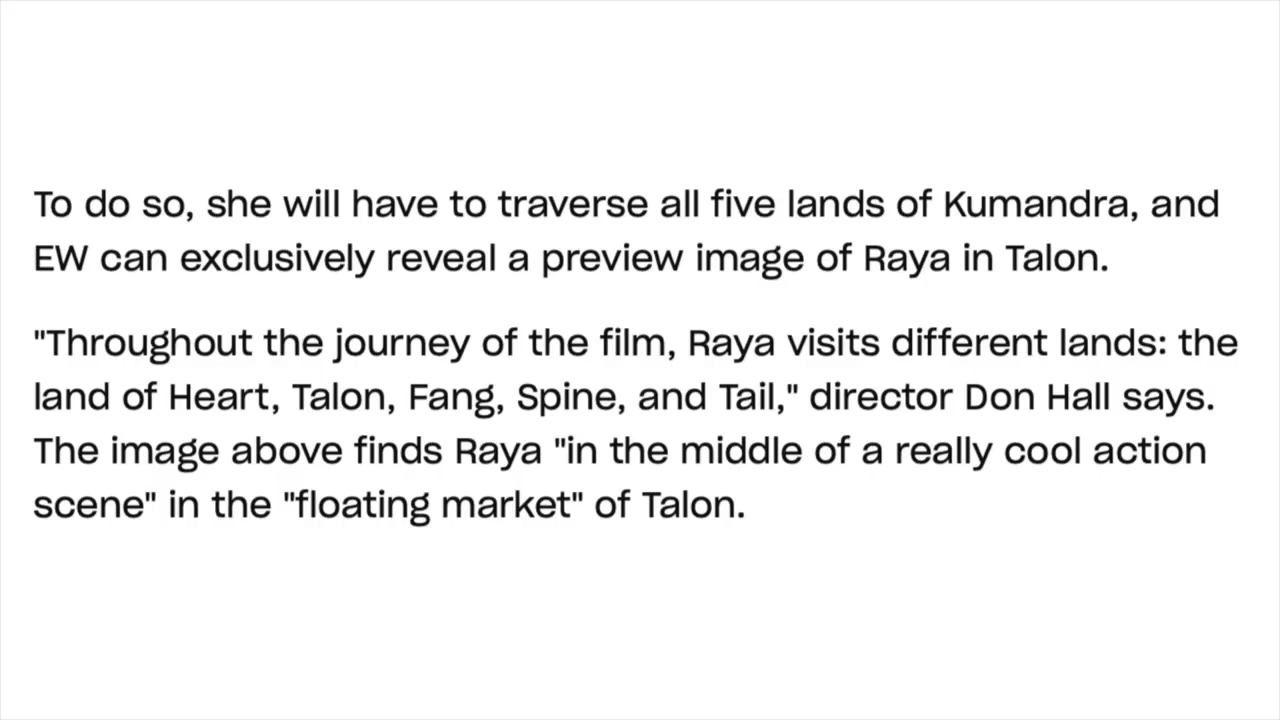 To do so, she will have to traverse all five lands of Kumandra, and
EW can exclusively reveal a preview image of Raya in Talon.
"Throughout the journey of the film, Raya visits different lands: the
land of Heart, Talon, Fang, Spine, and Tail," director Don Hall says.
The image above finds Raya "in the middle of a really cool action
scene" in the "floating market" of Talon.